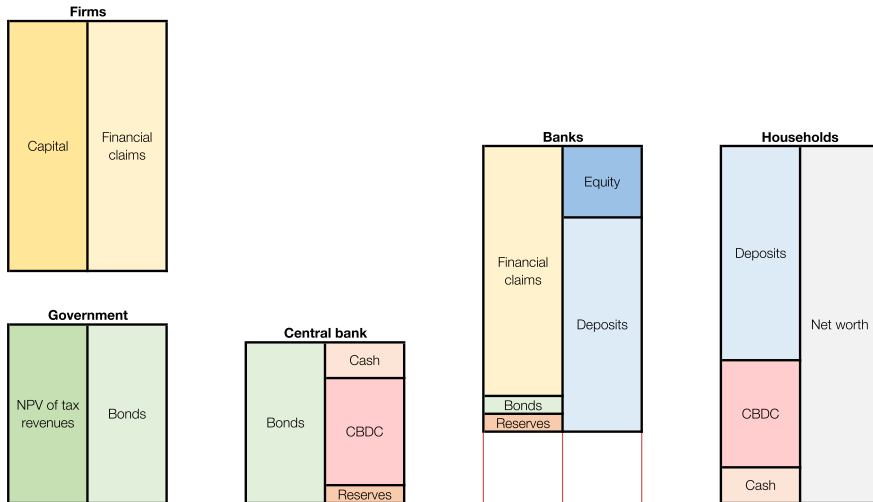 Firms
Capital
Financial
claims
Government
NPV of tax
revenues
Bonds
Central bank
Bonds
Cash
CBDC
Reserves
Banks
Financial
claims
Bonds
Reserves
Equity
Deposits
Households
Deposits
CBDC
Cash
Net worth